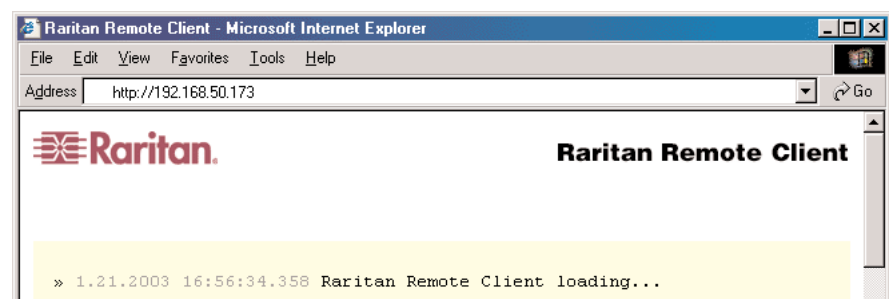 Raritan Remote Client - Microsoft Internet Explorer
File Edit View Favorites Tools Help
Address http://192.168.50.173 Go
Raritan. Raritan Remote Client
» 1.21.2003 16:56:34.358 Raritan Remote Client loading...